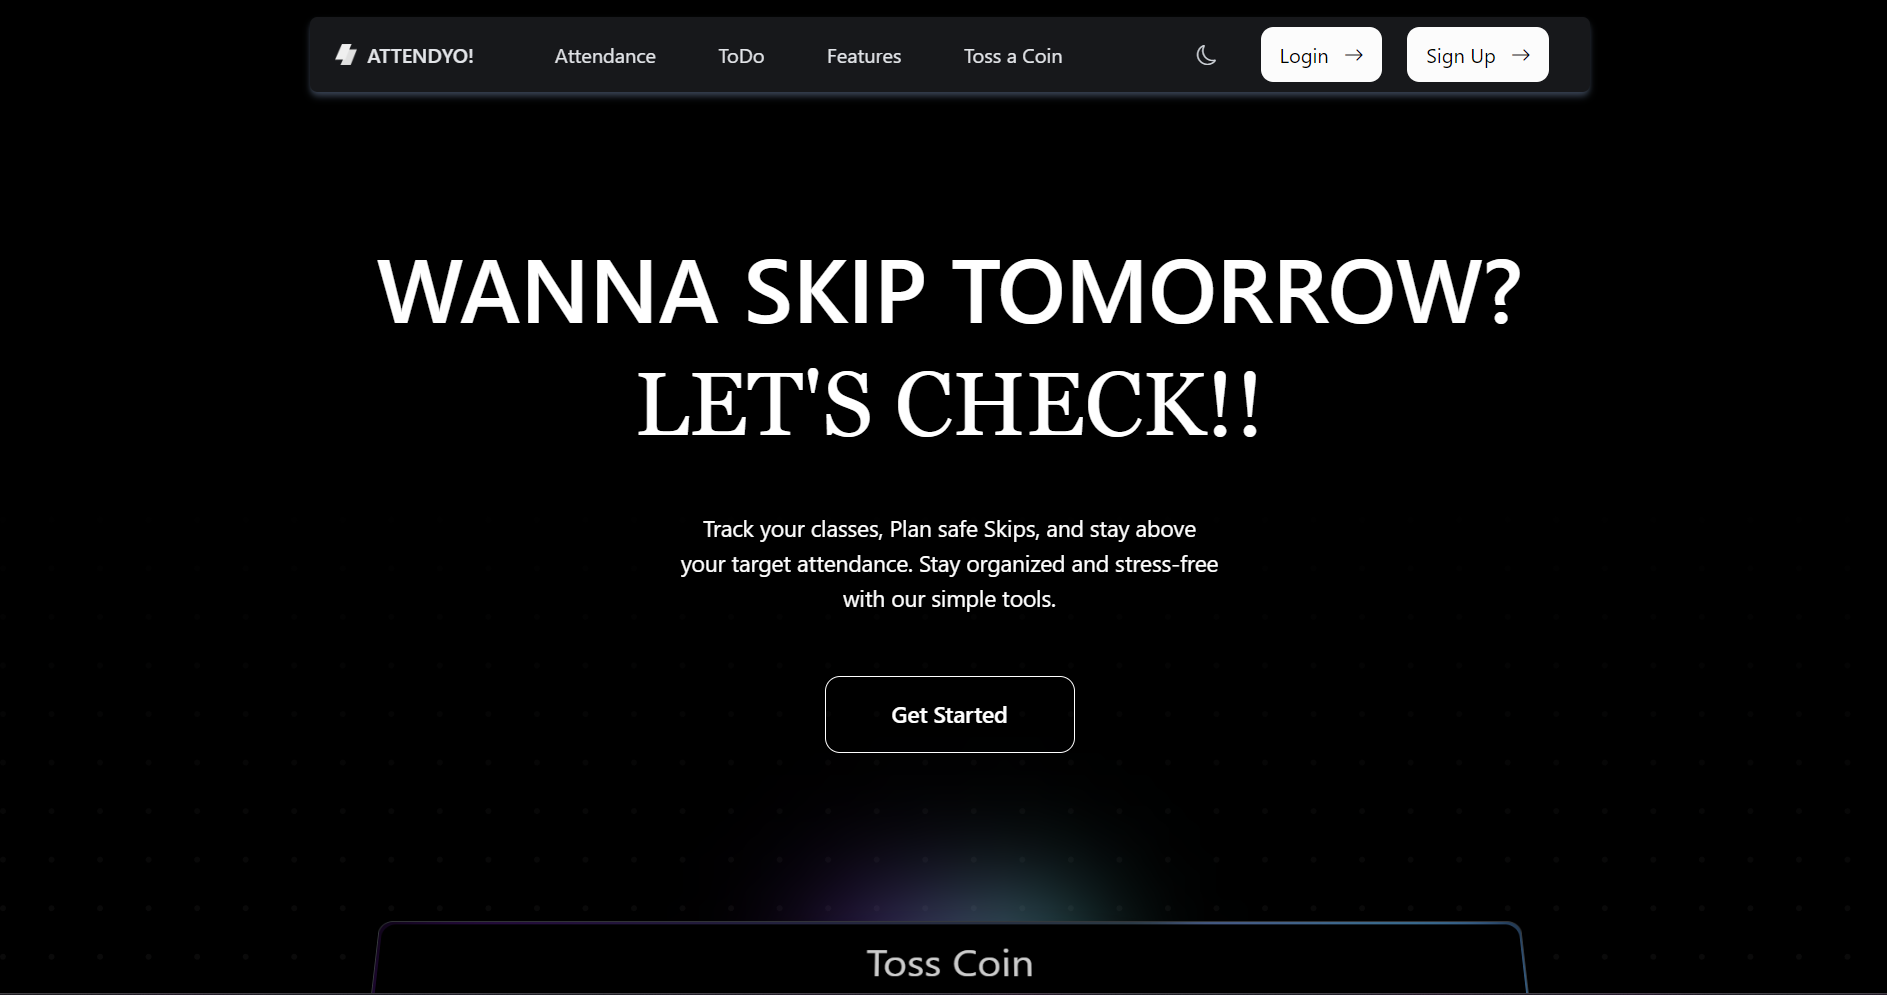 ATTENDYO! Attendance ToDo Features Toss a Coin Login → Sign Up →
WANNA SKIP TOMORROW?
LET'S CHECK!!
Track your classes, Plan safe Skips, and stay above
your target attendance. Stay organized and stress-free
with our simple tools.
Get Started
Toss Coin